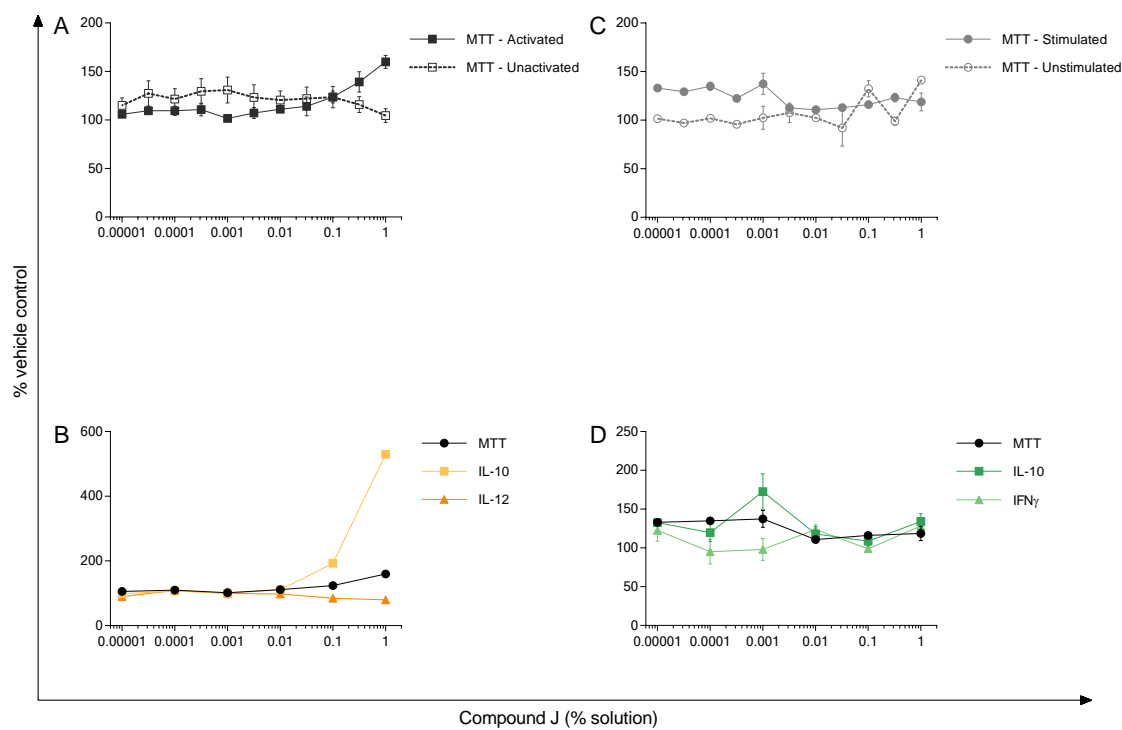 A
200
150
100
50
0
0.00001 0.0001 0.001 0.01 0.1 1
MTT - Activated
MTT - Unactivated
C
200
150
100
50
0
0.00001 0.0001 0.001 0.01 0.1 1
MTT - Stimulated
MTT - Unstimulated
% vehicle control
B
600
400
200
0
0.00001 0.0001 0.001 0.01 0.1 1
MTT
IL-10
IL-12
D
250
200
150
100
50
0
0.00001 0.0001 0.001 0.01 0.1 1
MTT
IL-10
IFNγ
Compound J (% solution)